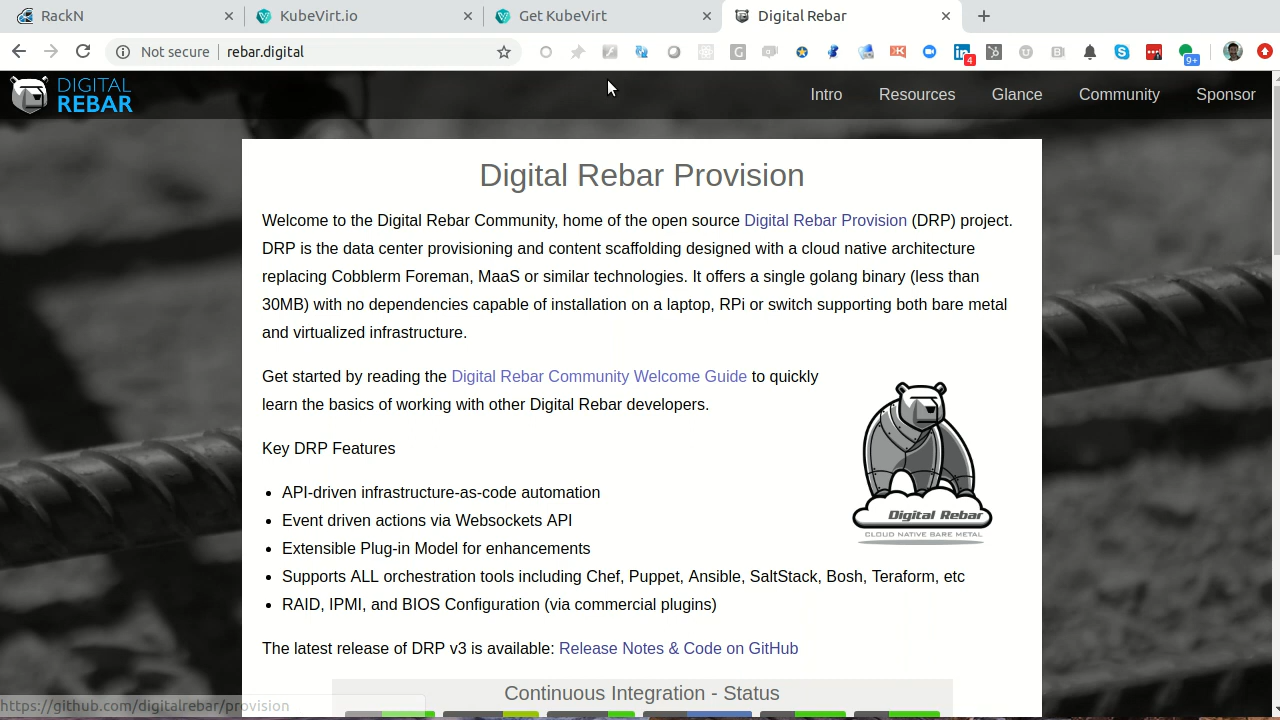 RackN
KubeVirt.io
Get KubeVirt
Digital Rebar
Not secure
rebar.digital
4
9+
DIGITAL
REBAR
Intro
Resources
Glance
Community
Sponsor
Digital Rebar Provision
Welcome to the Digital Rebar Community, home of the open source Digital Rebar Provision (DRP) project.
DRP is the data center provisioning and content scaffolding designed with a cloud native architecture
replacing Cobblerm Foreman, MaaS or similar technologies. It offers a single golang binary (less than
30MB) with no dependencies capable of installation on a laptop, RPi or switch supporting both bare metal
and virtualized infrastructure.
Get started by reading the Digital Rebar Community Welcome Guide to quickly
learn the basics of working with other Digital Rebar developers.
Key DRP Features
API-driven infrastructure-as-code automation
Event driven actions via Websockets API
Extensible Plug-in Model for enhancements
Supports ALL orchestration tools including Chef, Puppet, Ansible, SaltStack, Bosh, Teraform, etc
RAID, IPMI, and BIOS Configuration (via commercial plugins)
Digital Rebar
CLOUD NATIVE BARE METAL
The latest release of DRP v3 is available: Release Notes & Code on GitHub
Continuous Integration - Status
https://github.com/digitalrebar/provision